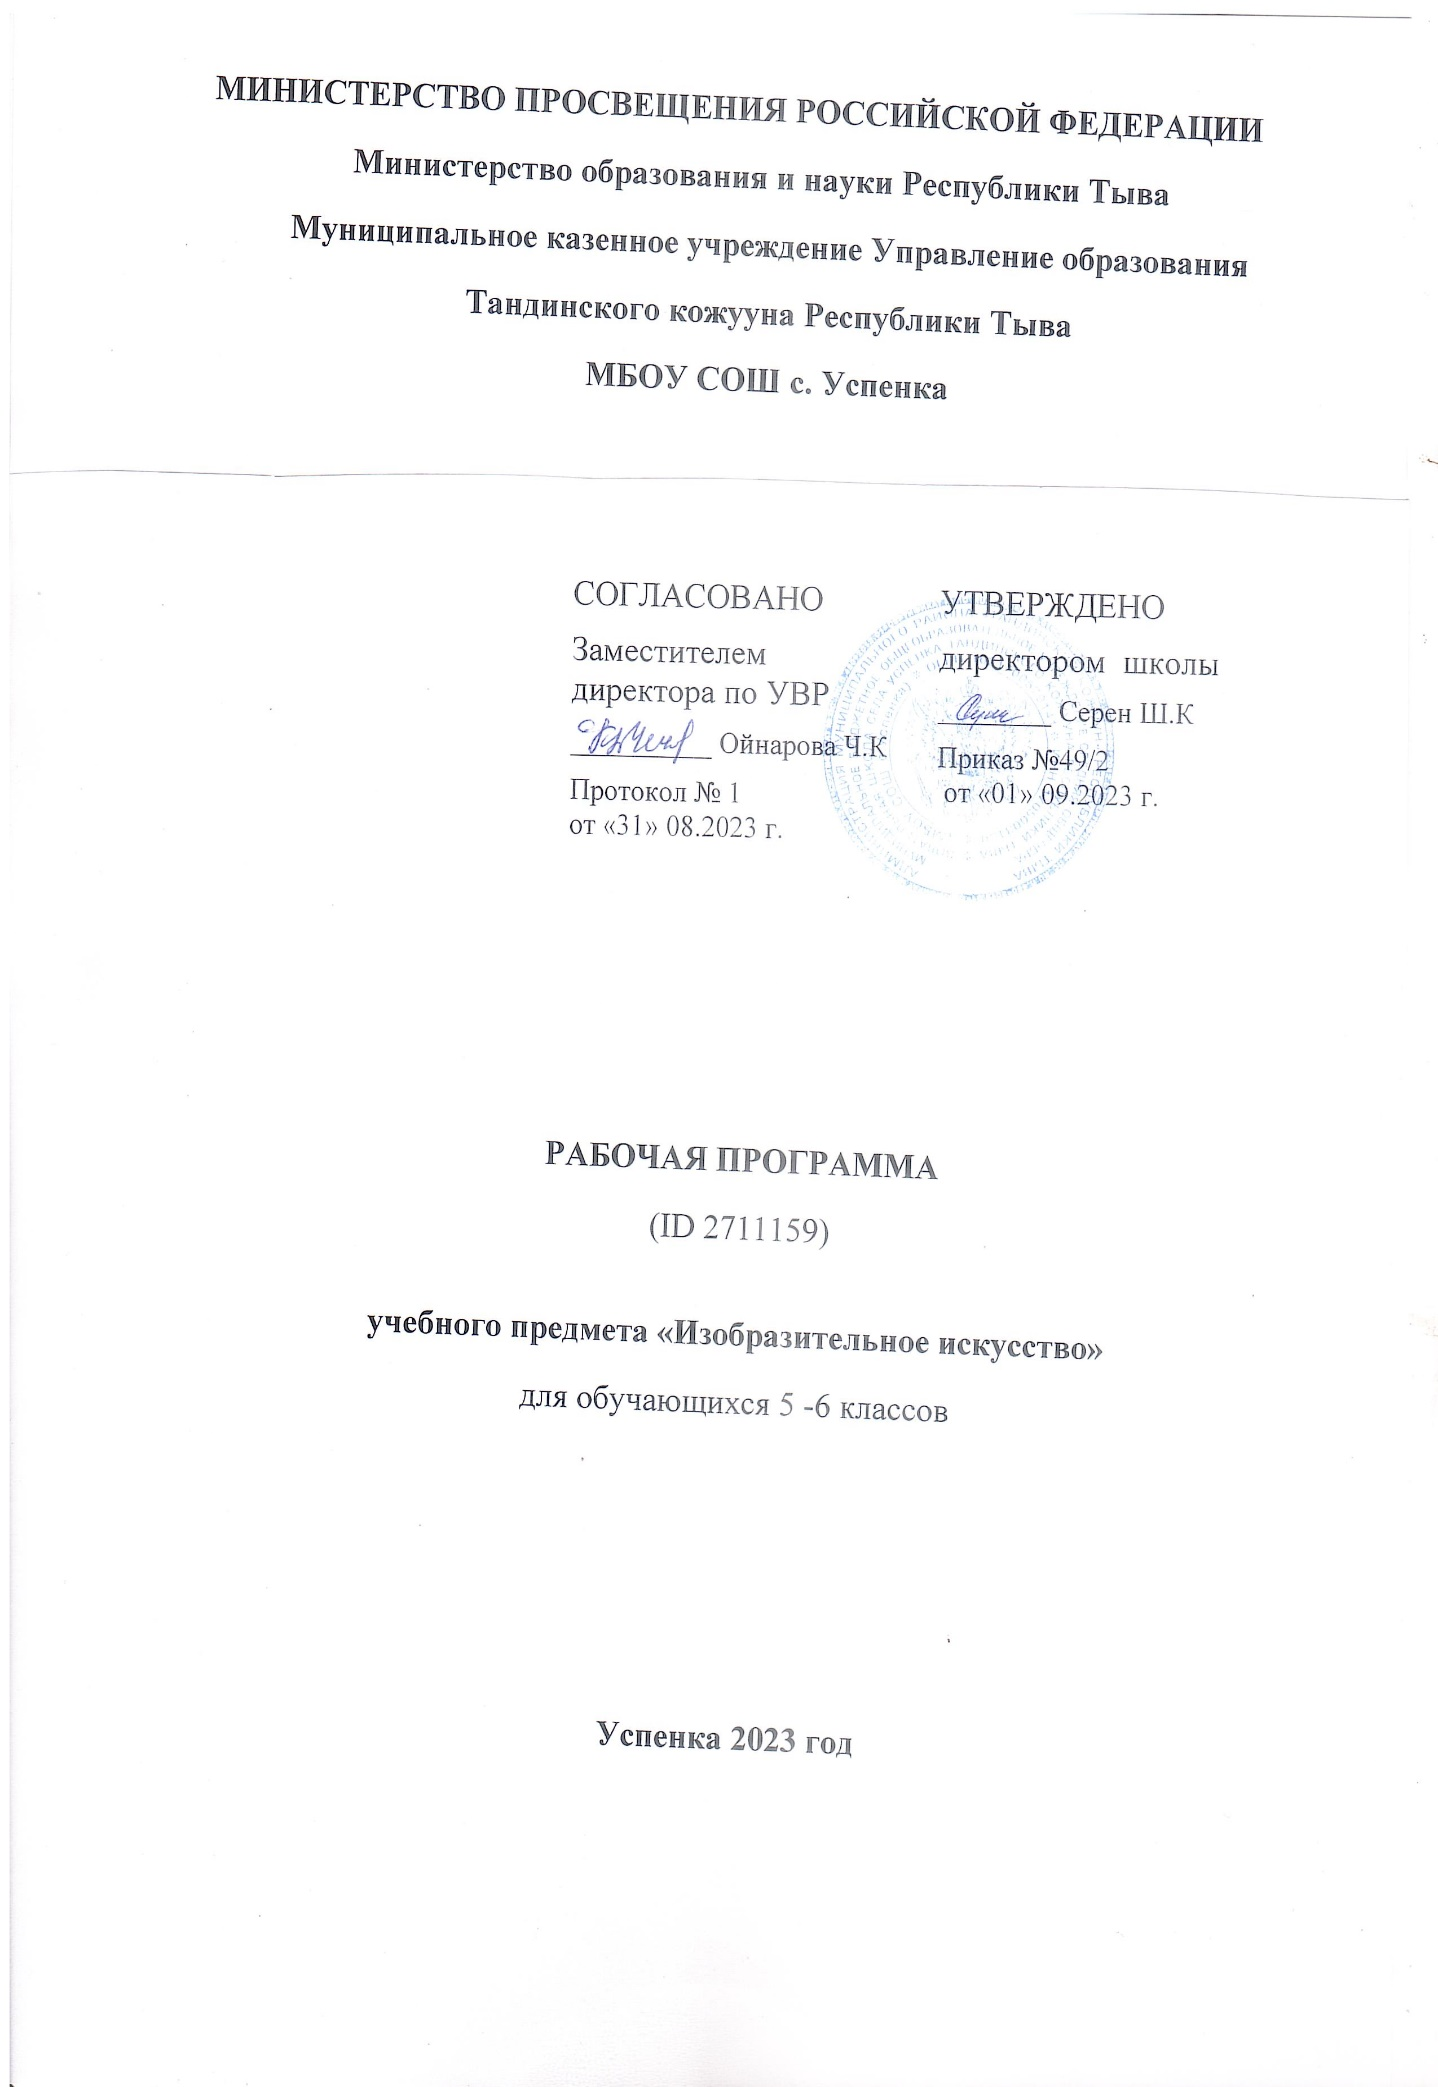 МИНИСТЕРСТВО ПРОСВЕЩЕНИЯ РОССИЙСКОЙ ФЕДЕРАЦИИ
Министерство образования и науки Республики Тыва
Муниципальное казенное учреждение Управление образования
Тандинского кожууна Республики Тыва
МБОУ СОШ с. Успенка
СОГЛАСОВАНО
Заместителем
директора по УВР
Ойнарова Ч.К
Протокол № 1
от «31» 08.2023 г.
УТВЕРЖДЕНО
директором школы
Серен Ш.К
Приказ №49/2
от «01» 09.2023 г.
РАБОЧАЯ ПРОГРАММА
(ID 2711159)
учебного предмета «Изобразительное искусство»
для обучающихся 5 -6 классов
Успенка 2023 год